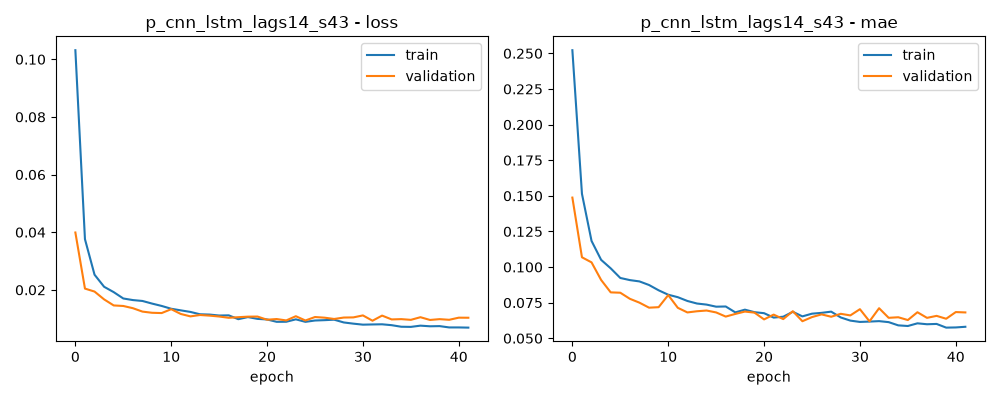 p_cnn_lstm_lags14_s43 - loss
train
validation
0.10
0.08
0.06
0.04
0.02
0 10 20 30 40
epoch
p_cnn_lstm_lags14_s43 - mae
train
validation
0.250
0.225
0.200
0.175
0.150
0.125
0.100
0.075
0.050
0 10 20 30 40
epoch